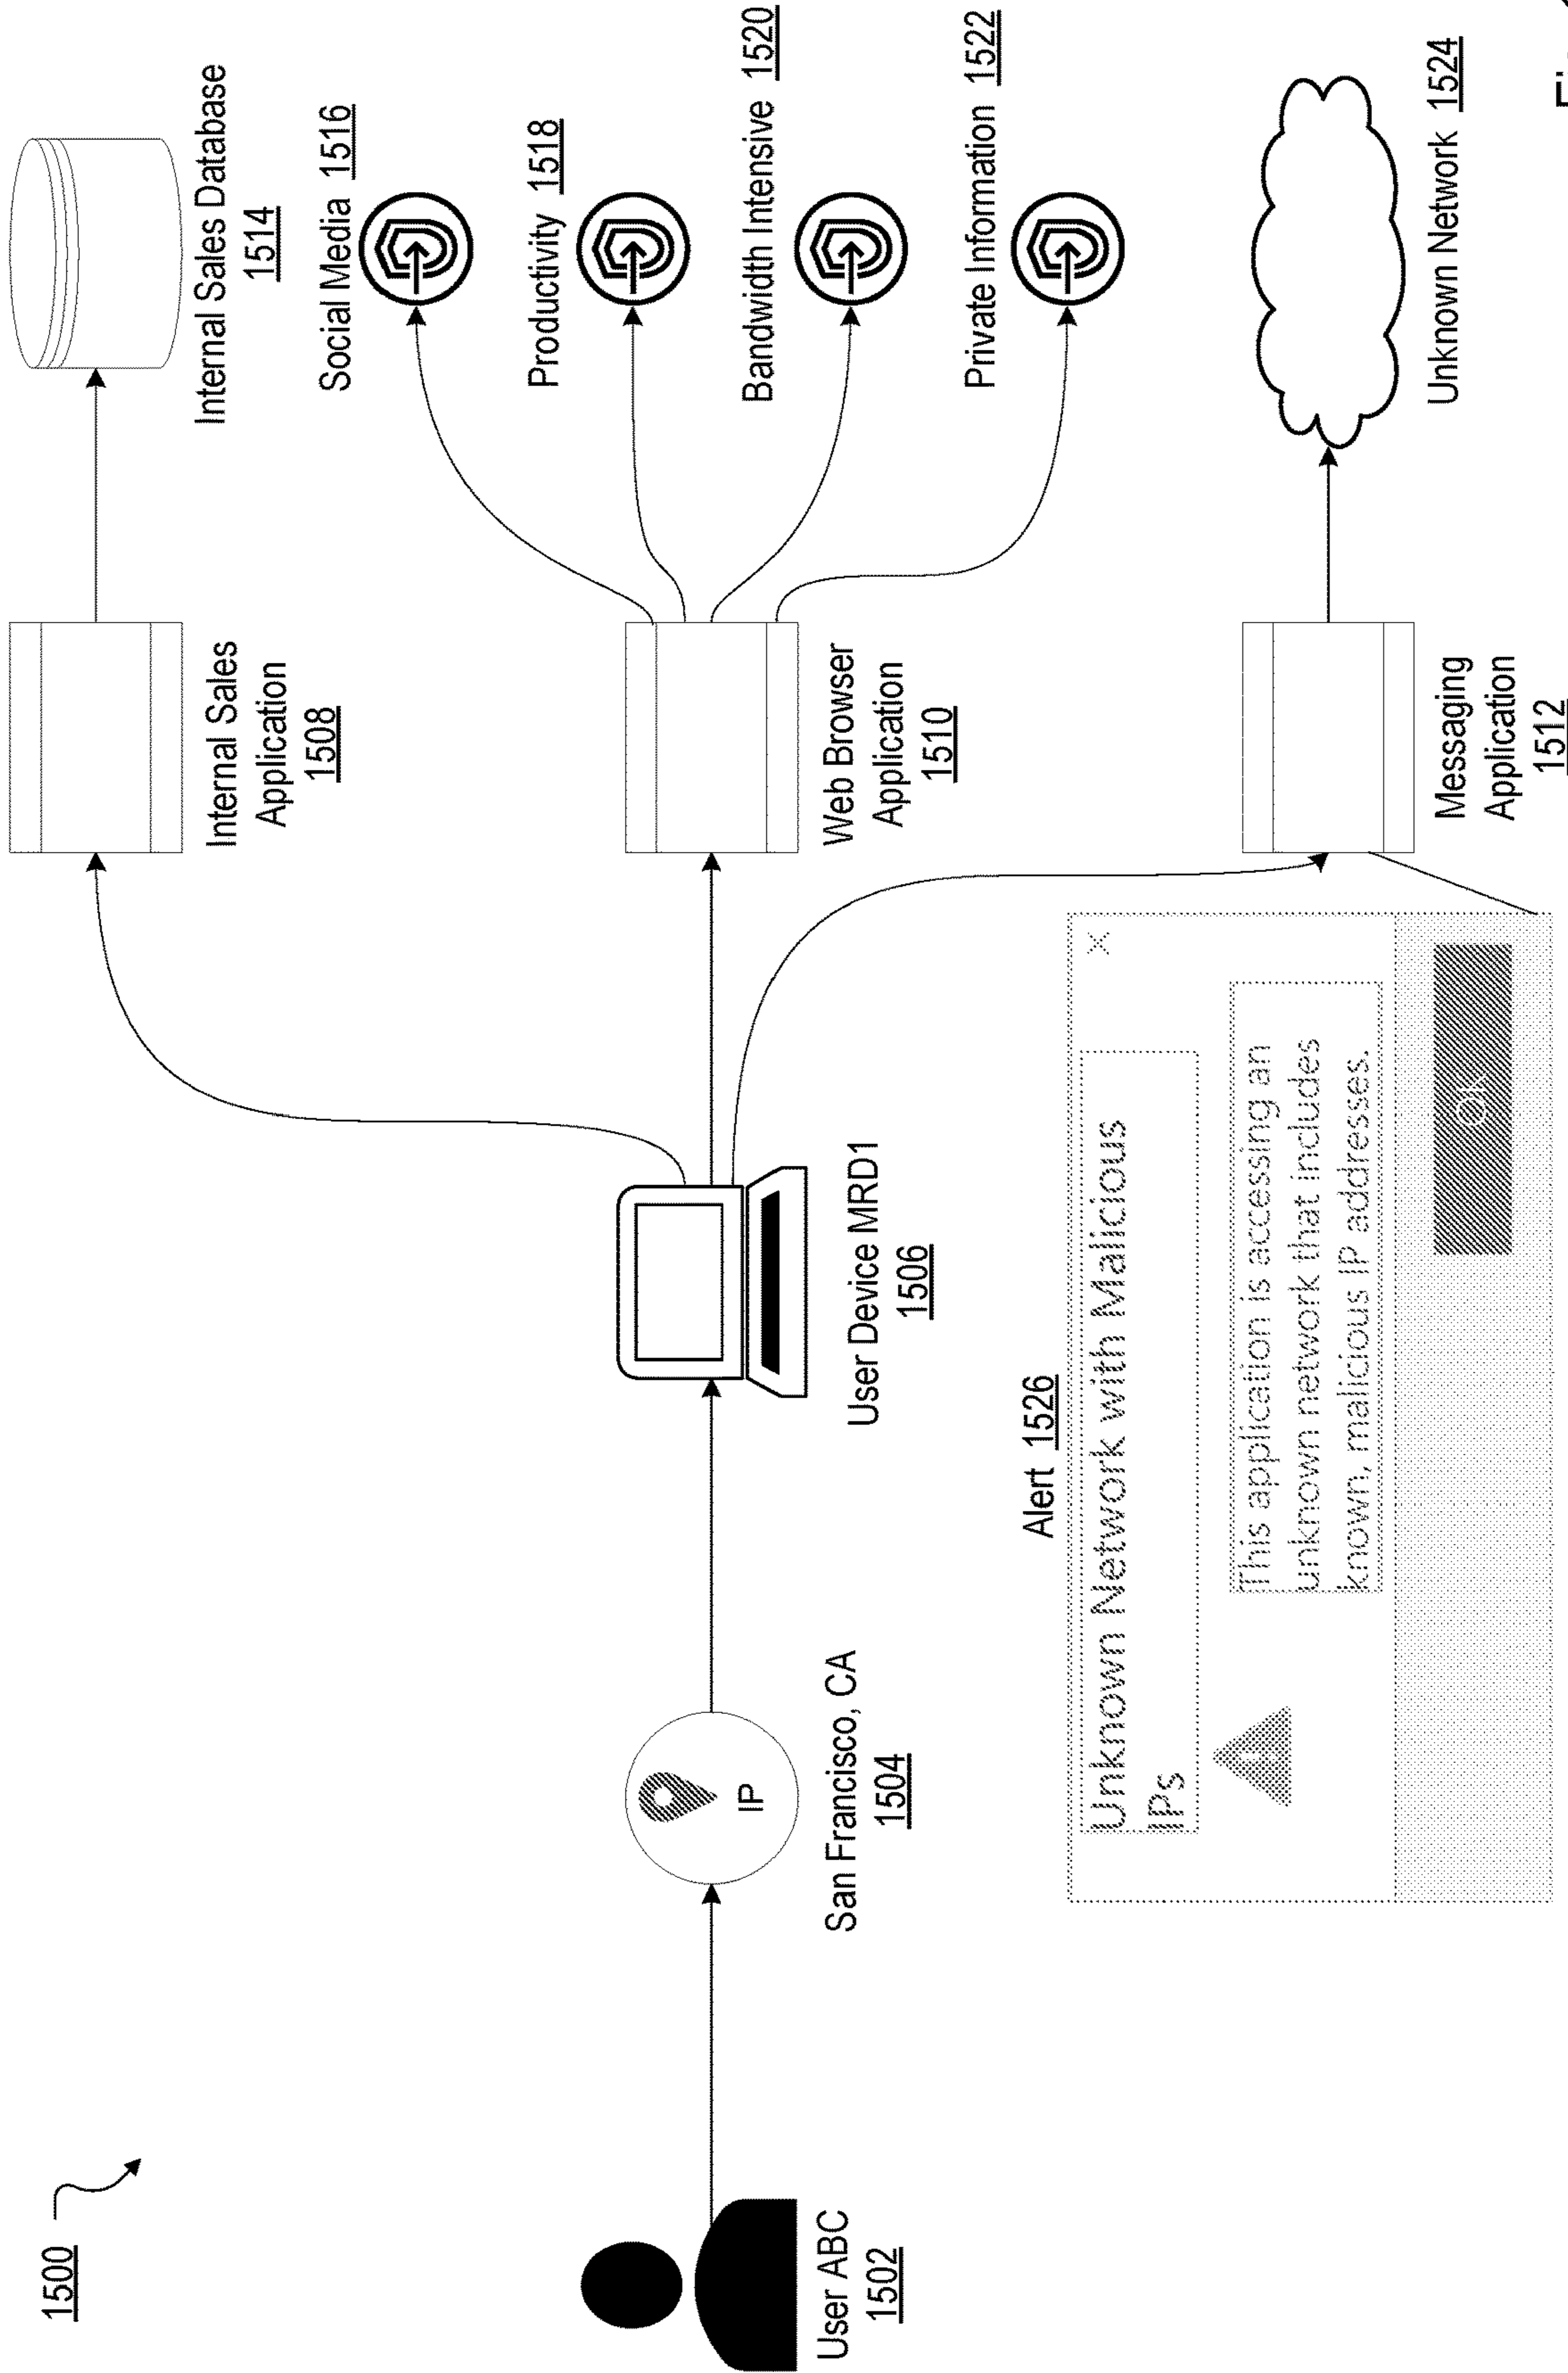 1500
User ABC
1502
San Francisco, CA
1504
IP
User Device MRD1
1506
Internal Sales
Application
1508
Web Browser
Application
1510
Messaging
Application
1512
Internal Sales Database
1514
Social Media 1516
Productivity 1518
Bandwidth Intensive 1520
Private Information 1522
Unknown Network 1524
Alert 1526
Unknown Network with Malicious
IPs
X
This application is accessing an
unknown network that includes
known, malicious IP addresses.
OK